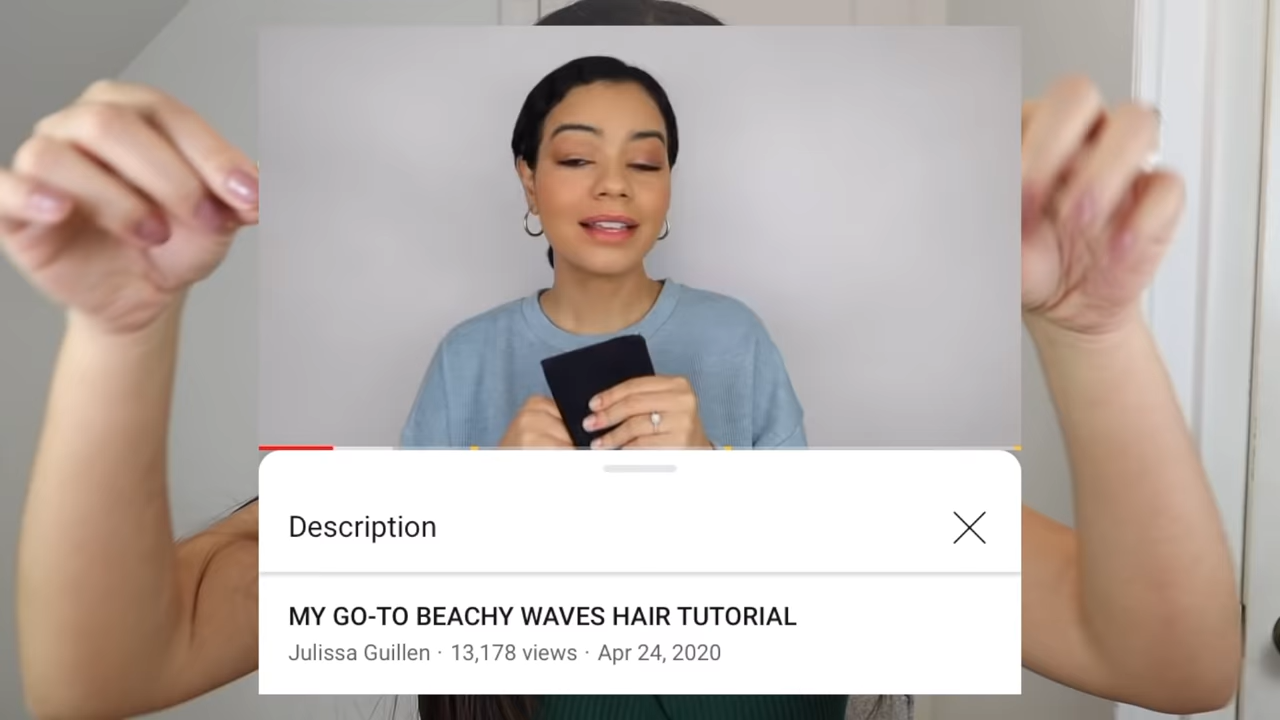 Description
MY GO-TO BEACHY WAVES HAIR TUTORIAL
Julissa Guillen · 13,178 views · Apr 24, 2020